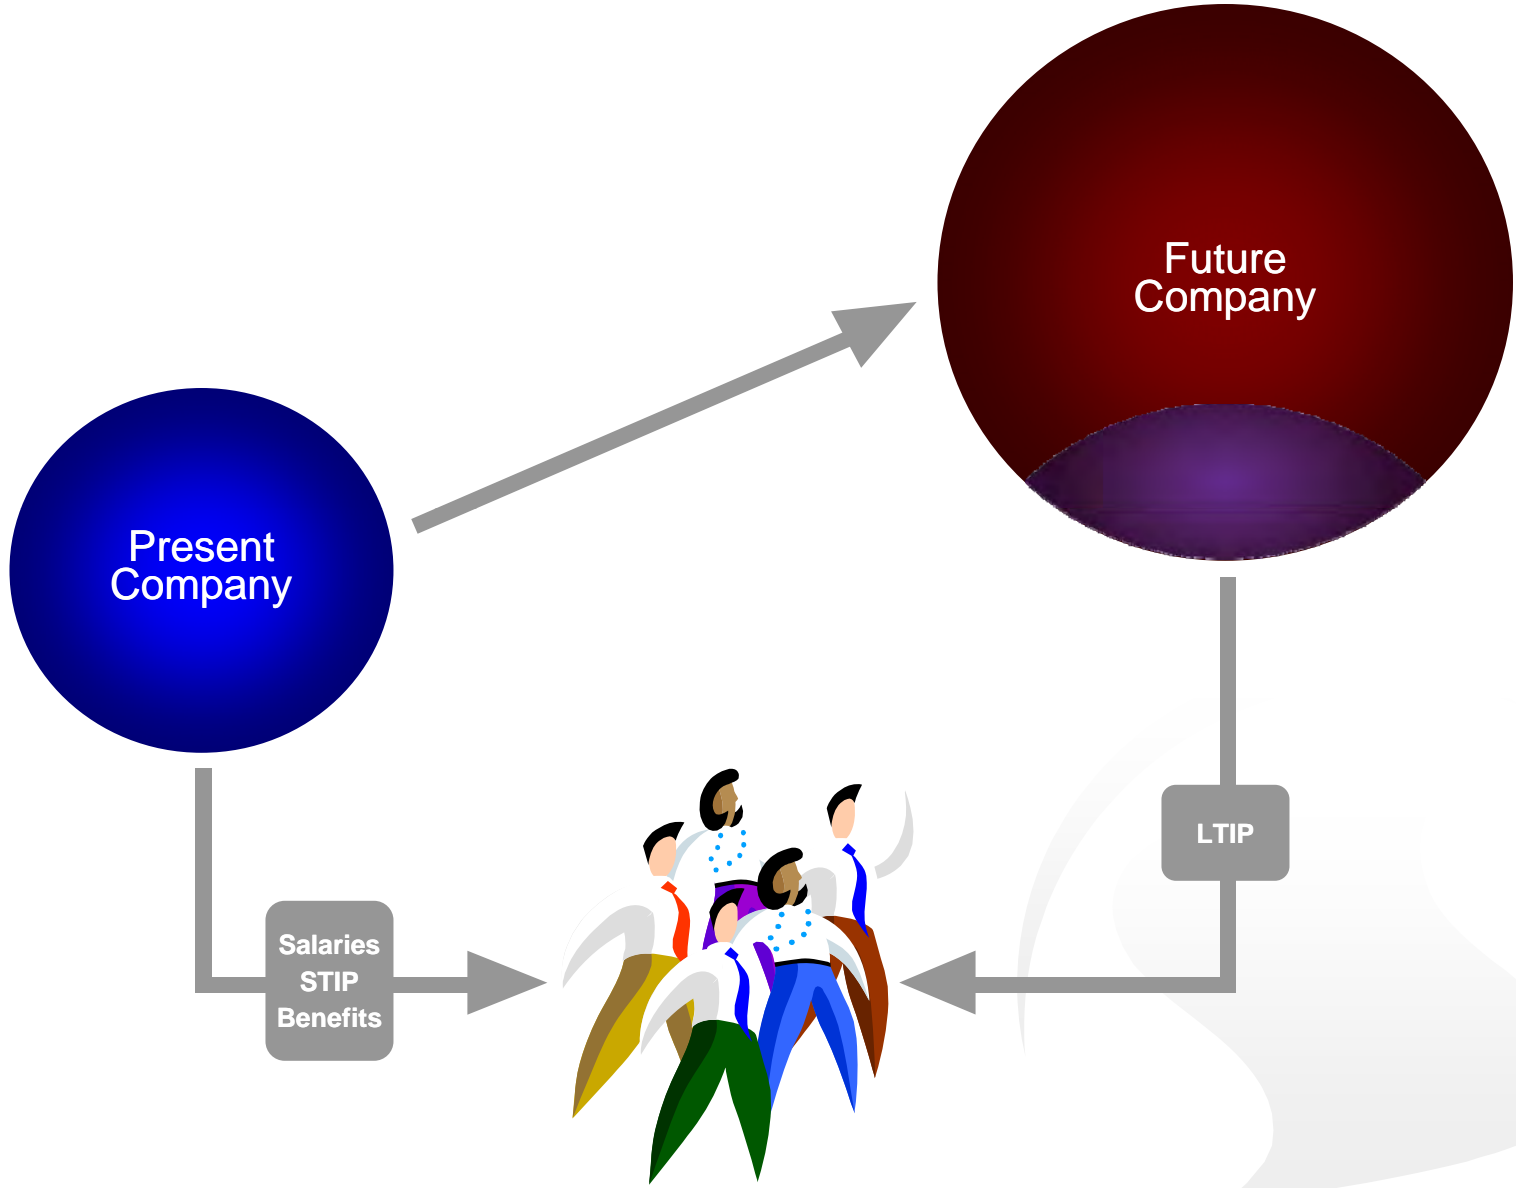 Future
Company
Present
Company
LTIP
Salaries
STIP
Benefits